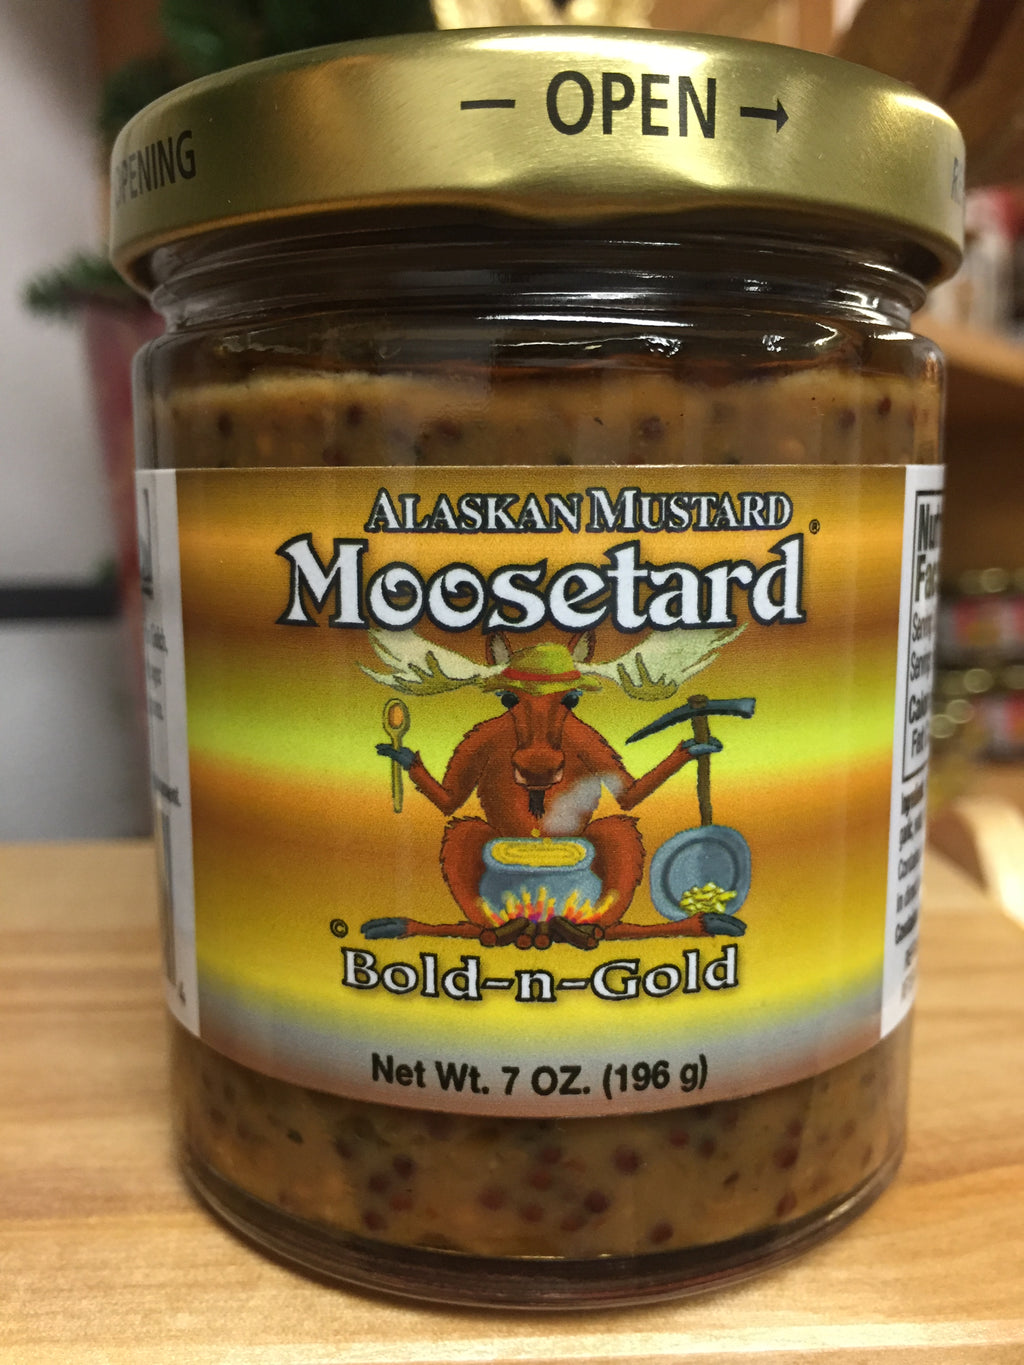 — OPEN →
OPENING
ALASKAN MUSTARD
Moosetard®
©
Bold-n-Gold
Net Wt. 7 OZ. (196 g)